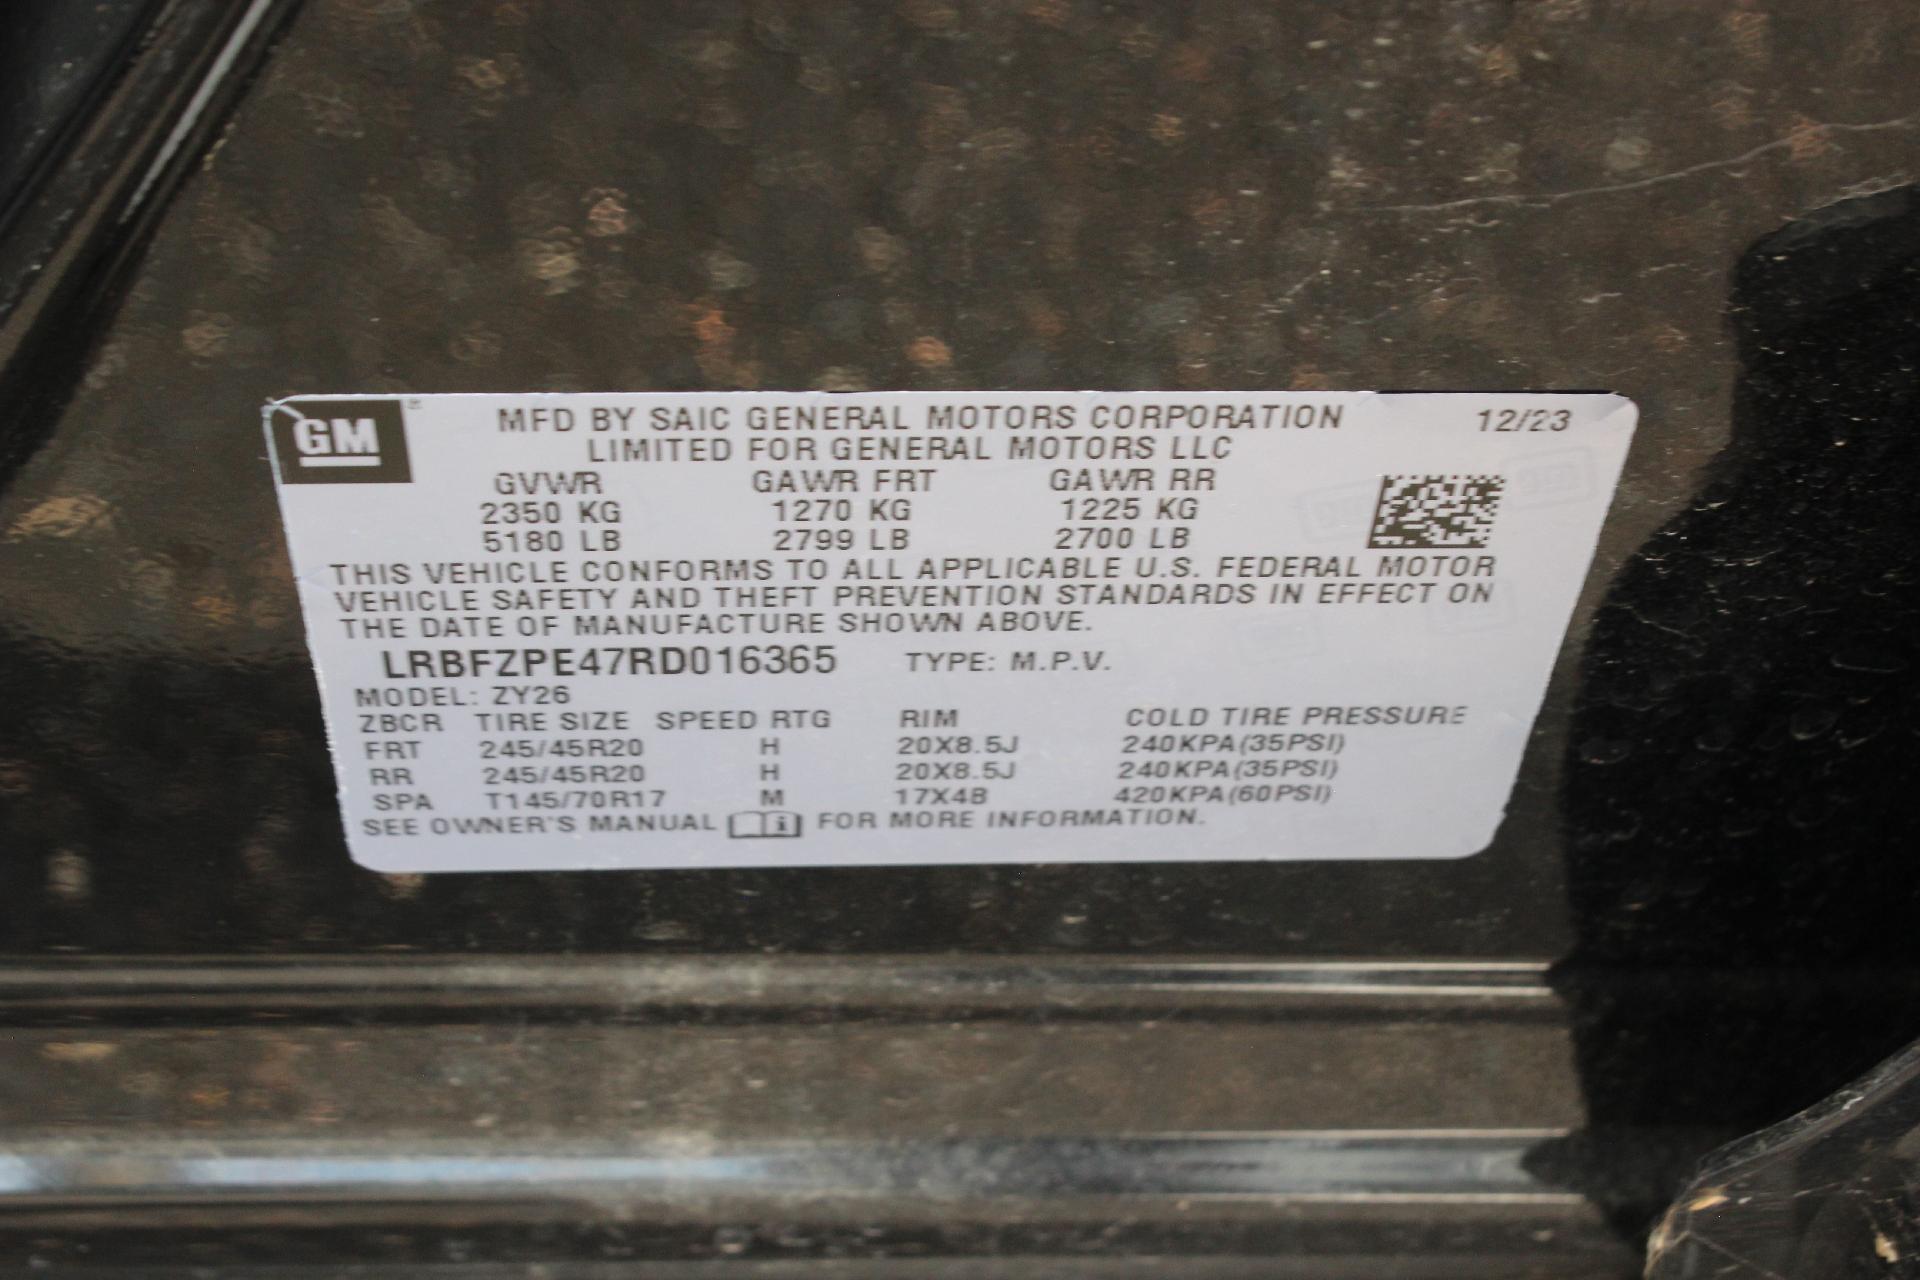 GM
MFD BY SAIC GENERAL MOTORS CORPORATION 12/23
LIMITED FOR GENERAL MOTORS LLC
GVWR GAWR FRT GAWR RR
2350 KG 1270 KG 1225 KG
5180 LB 2799 LB 2700 LB
THIS VEHICLE CONFORMS TO ALL APPLICABLE U.S. FEDERAL MOTOR
VEHICLE SAFETY AND THEFT PREVENTION STANDARDS IN EFFECT ON
THE DATE OF MANUFACTURE SHOWN ABOVE.
LRBFZPE47RD016365 TYPE: M.P.V.
MODEL: ZY26
ZBCR TIRE SIZE SPEED RTG RIM COLD TIRE PRESSURE
FRT 245/45R20 H 20X8.5J 240KPA(35PSI)
RR 245/45R20 H 20X8.5J 240KPA(35PSI)
SPA T145/70R17 M 17X4B 420KPA(60PSI)
SEE OWNER'S MANUAL i FOR MORE INFORMATION.